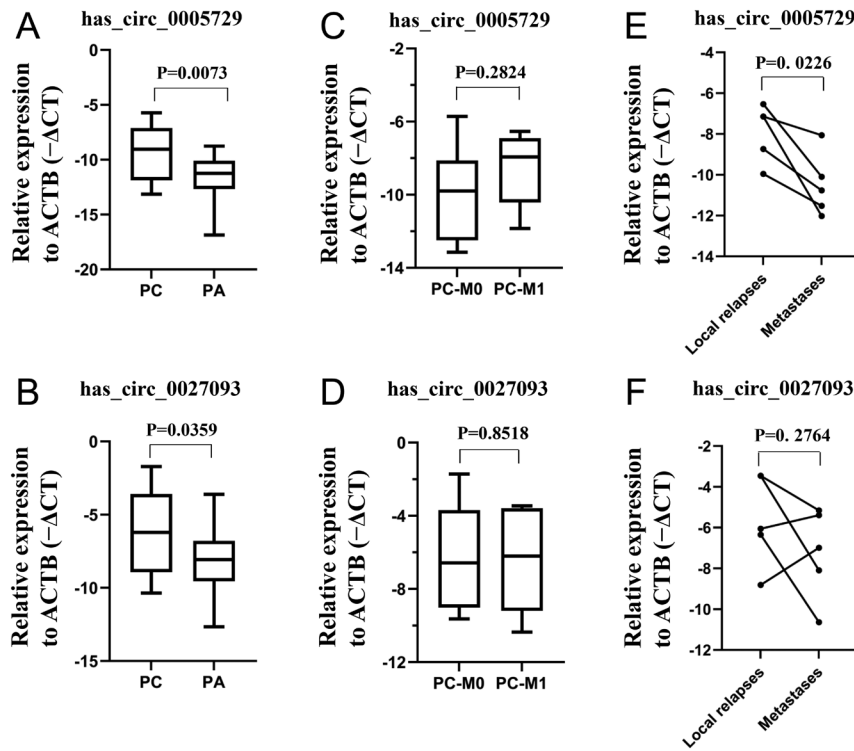 A
has_circ_0005729
Relative expression
to ACTB (−ΔCT)
0
-5
-10
-15
-20
P=0.0073
PC
PA
C
has_circ_0005729
Relative expression
to ACTB (−ΔCT)
-2
-6
-10
-14
P=0.2824
PC-M0
PC-M1
E
has_circ_0005729
Relative expression
to ACTB (−ΔCT)
-4
-6
-8
-10
-12
-14
P=0. 0226
Local relapses
Metastases
B
has_circ_0027093
Relative expression
to ACTB (−ΔCT)
0
-5
-10
-15
P=0.0359
PC
PA
D
has_circ_0027093
Relative expression
to ACTB (−ΔCT)
0
-4
-8
-12
P=0.8518
PC-M0
PC-M1
F
has_circ_0027093
Relative expression
to ACTB (−ΔCT)
-2
-4
-6
-8
-10
-12
P=0. 2764
Local relapses
Metastases